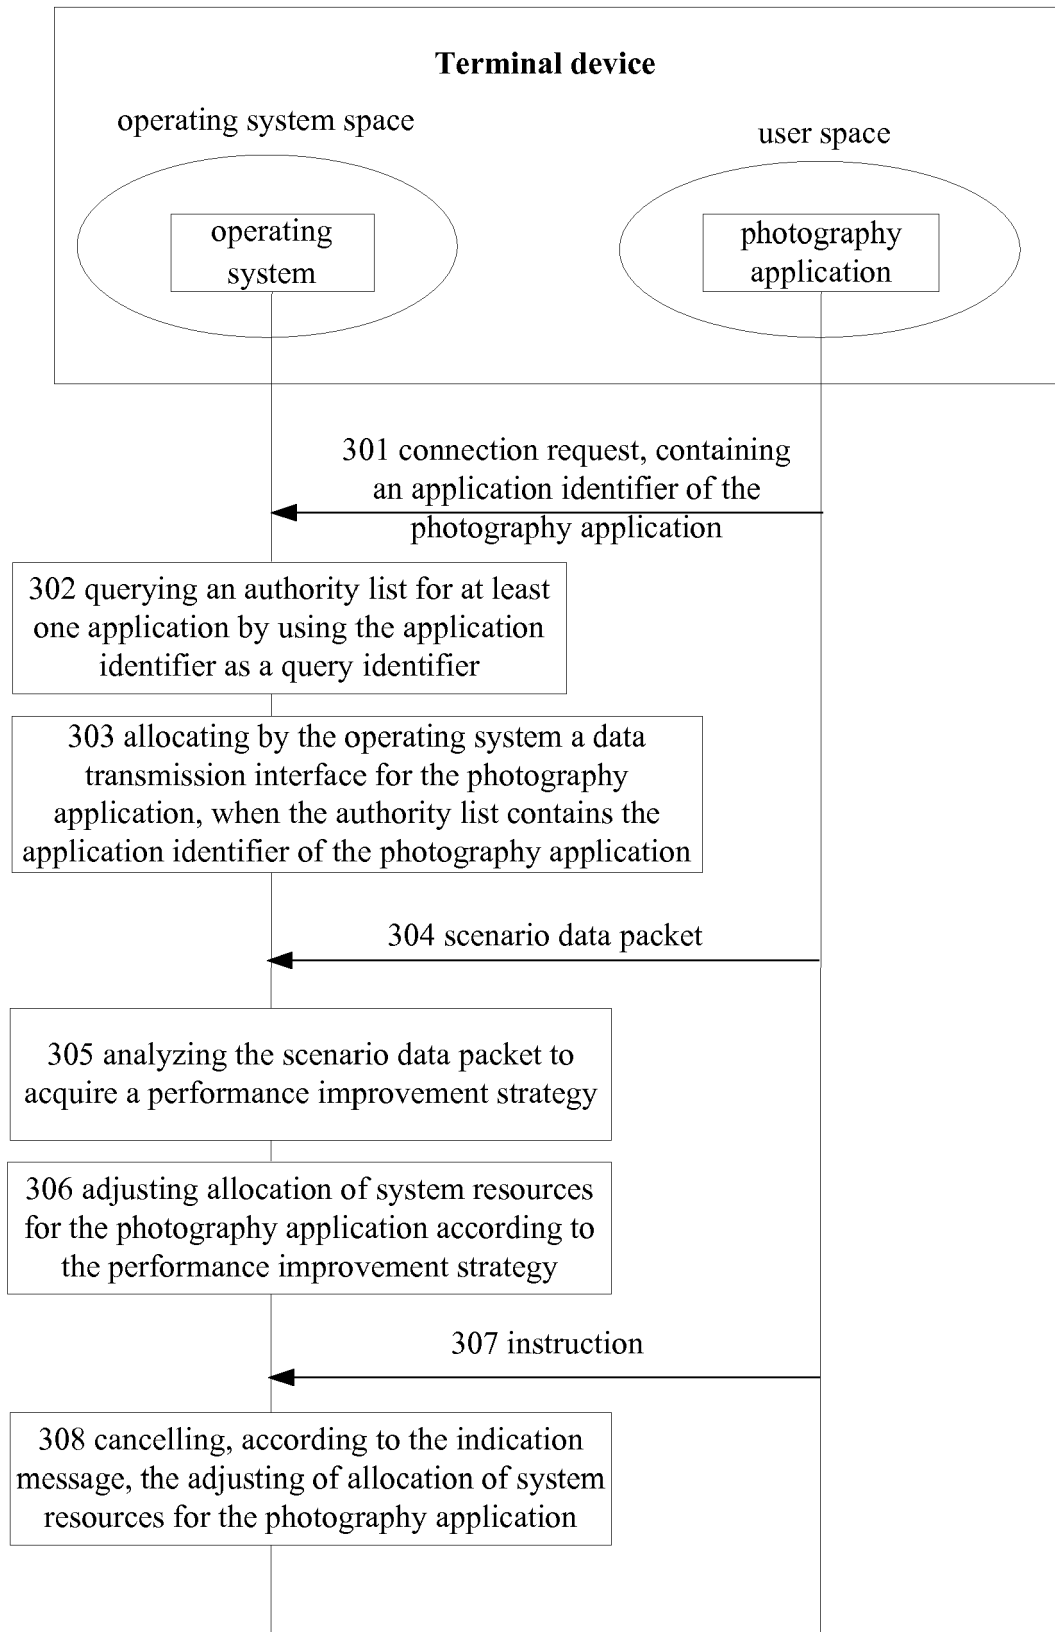 Terminal device
operating system space
user space
operating
system
photography
application
301 connection request, containing
an application identifier of the
photography application
302 querying an authority list for at least
one application by using the application
identifier as a query identifier
303 allocating by the operating system a data
transmission interface for the photography
application, when the authority list contains the
application identifier of the photography application
304 scenario data packet
305 analyzing the scenario data packet to
acquire a performance improvement strategy
306 adjusting allocation of system resources
for the photography application according to
the performance improvement strategy
307 instruction
308 cancelling, according to the indication
message, the adjusting of allocation of system
resources for the photography application